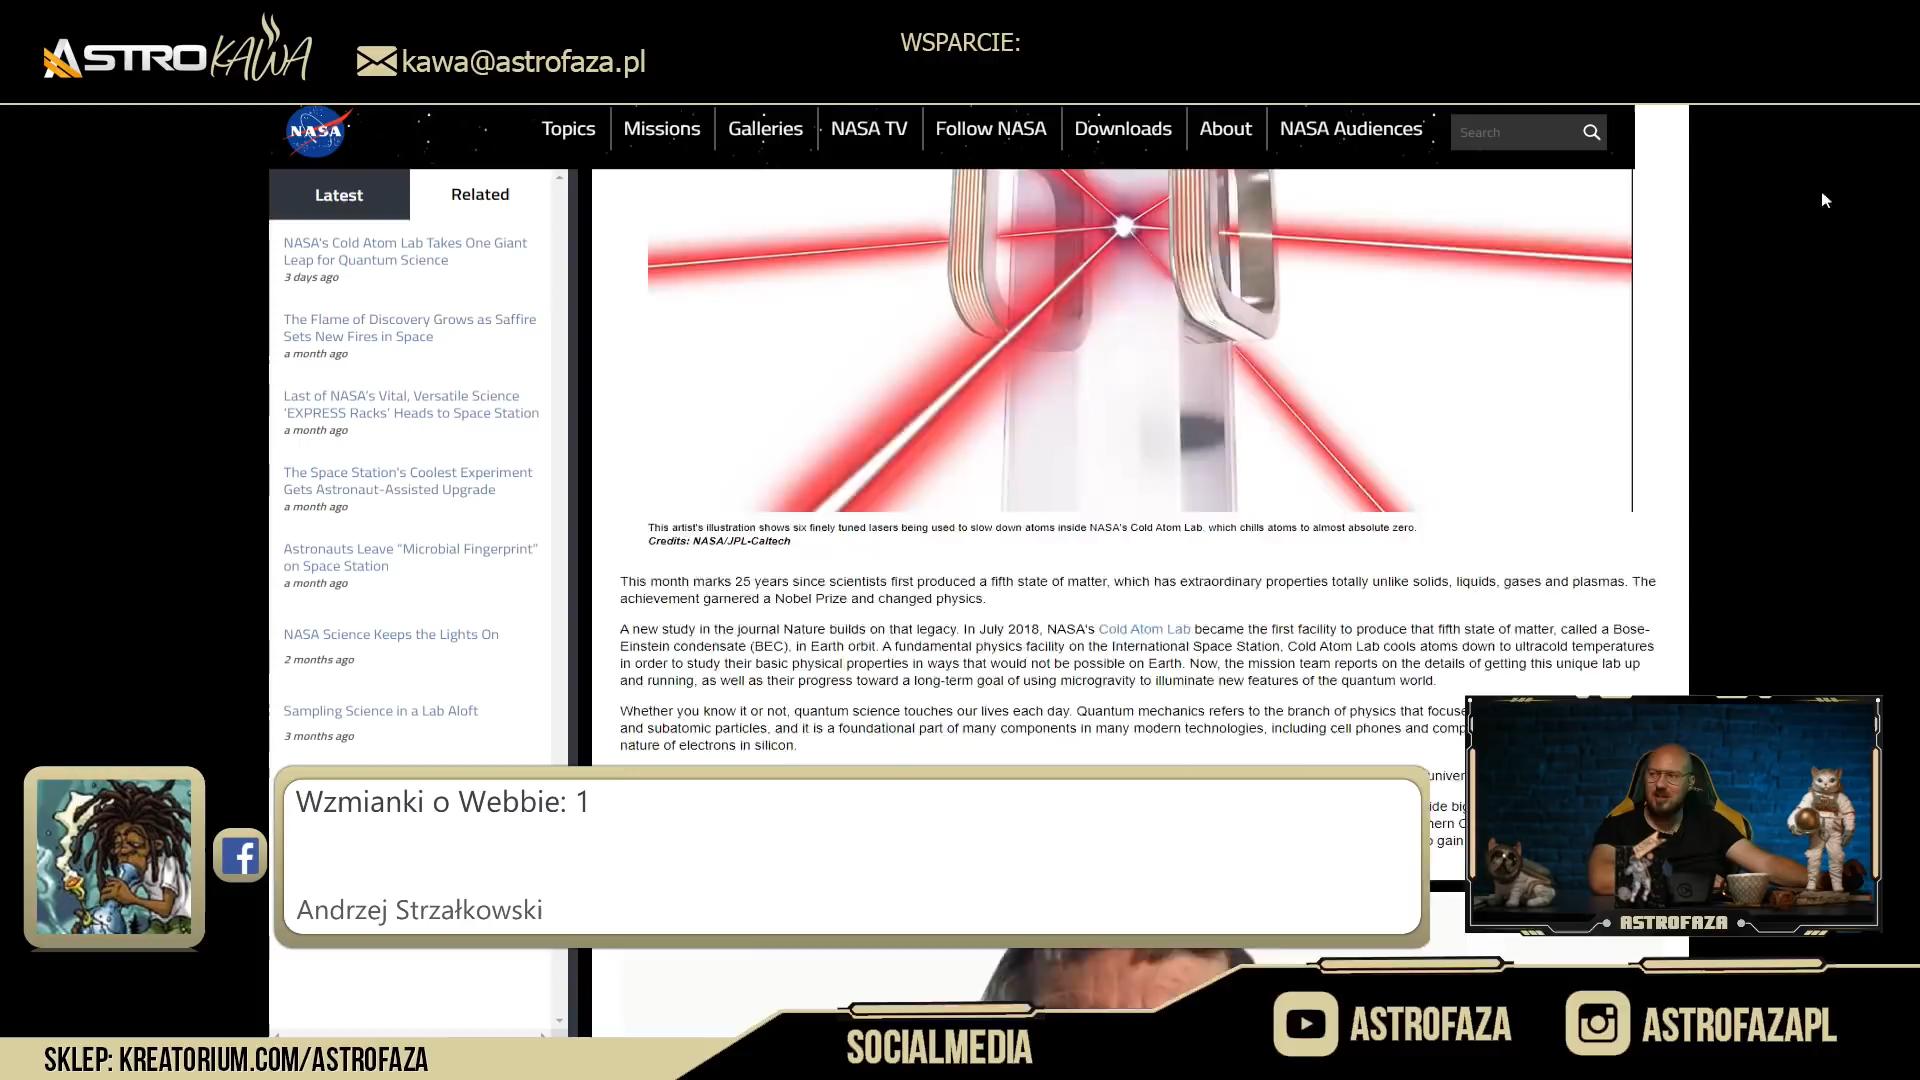 ASTROKAWA
kawa@astrofaza.pl
WSPARCIE:
NASA
Topics
Missions
Galleries
NASA TV
Follow NASA
Downloads
About
NASA Audiences
Search
Latest
Related
NASA's Cold Atom Lab Takes One Giant
Leap for Quantum Science
3 days ago
The Flame of Discovery Grows as Saffire
Sets New Fires in Space
a month ago
Last of NASA's Vital, Versatile Science
'EXPRESS Racks' Heads to Space Station
a month ago
The Space Station's Coolest Experiment
Gets Astronaut-Assisted Upgrade
a month ago
Astronauts Leave "Microbial Fingerprint"
on Space Station
a month ago
NASA Science Keeps the Lights On
2 months ago
Sampling Science in a Lab Aloft
3 months ago
This artist's illustration shows six finely tuned lasers being used to slow down atoms inside NASA's Cold Atom Lab, which chills atoms to almost absolute zero.
Credits: NASA/JPL-Caltech
This month marks 25 years since scientists first produced a fifth state of matter, which has extraordinary properties totally unlike solids, liquids, gases and plasmas. The
achievement garnered a Nobel Prize and changed physics.
A new study in the journal Nature builds on that legacy. In July 2018, NASA's Cold Atom Lab became the first facility to produce that fifth state of matter, called a Bose-
Einstein condensate (BEC), in Earth orbit. A fundamental physics facility on the International Space Station, Cold Atom Lab cools atoms down to ultracold temperatures
in order to study their basic physical properties in ways that would not be possible on Earth. Now, the mission team reports on the details of getting this unique lab up
and running, as well as their progress toward a long-term goal of using microgravity to illuminate new features of the quantum world.
Whether you know it or not, quantum science touches our lives each day. Quantum mechanics refers to the branch of physics that focuse
and subatomic particles, and it is a foundational part of many components in many modern technologies, including cell phones and comp
nature of electrons in silicon.
Wzmianki o Webbie: 1
Andrzej Strzałkowski
ASTROFAZA
SOCIALMEDIA
ASTROFAZA
ASTROFAZAPL
SKLEP: KREATORIUM.COM/ASTROFAZA